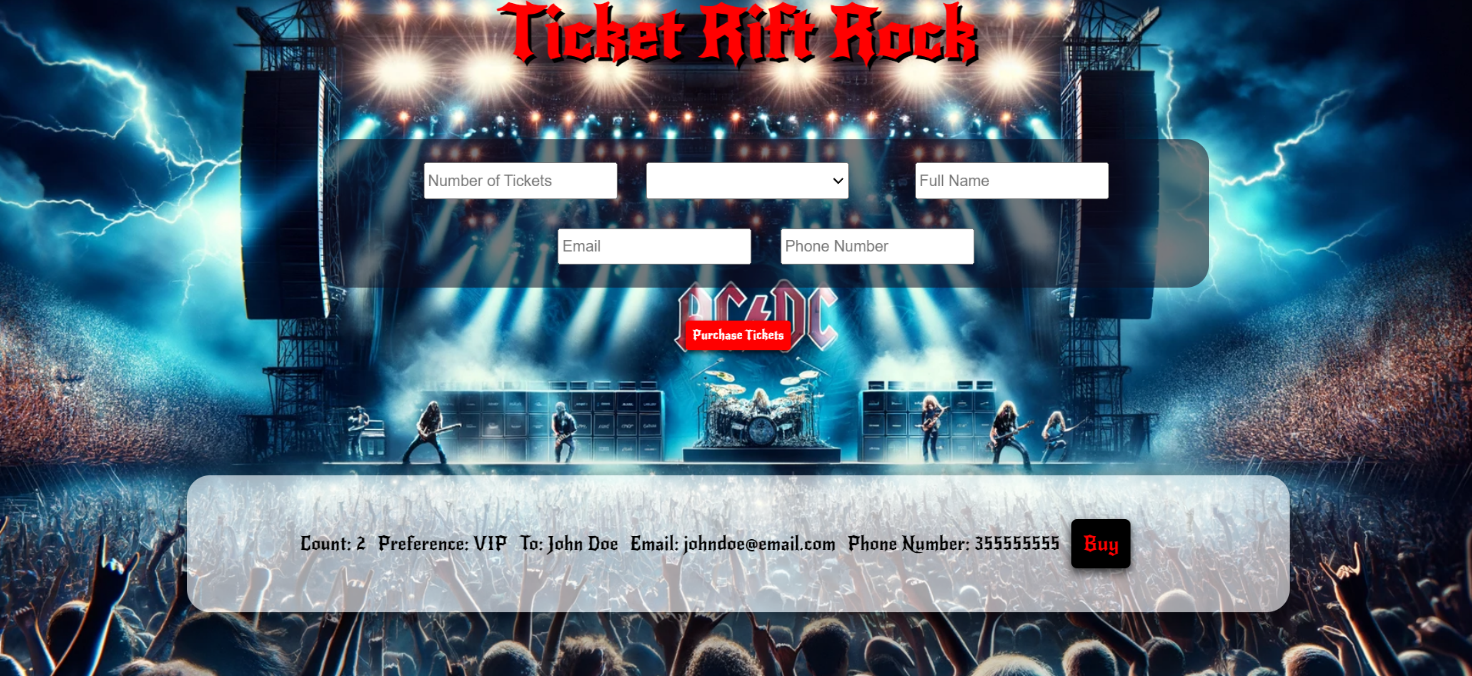 Ticket Rift Rock
Number of Tickets
Full Name
Email
Phone Number
AC/DC
Purchase Tickets
Count: 2 Preference: VIP To: John Doe Email: johndoe@email.com Phone Number: 355555555 Buy